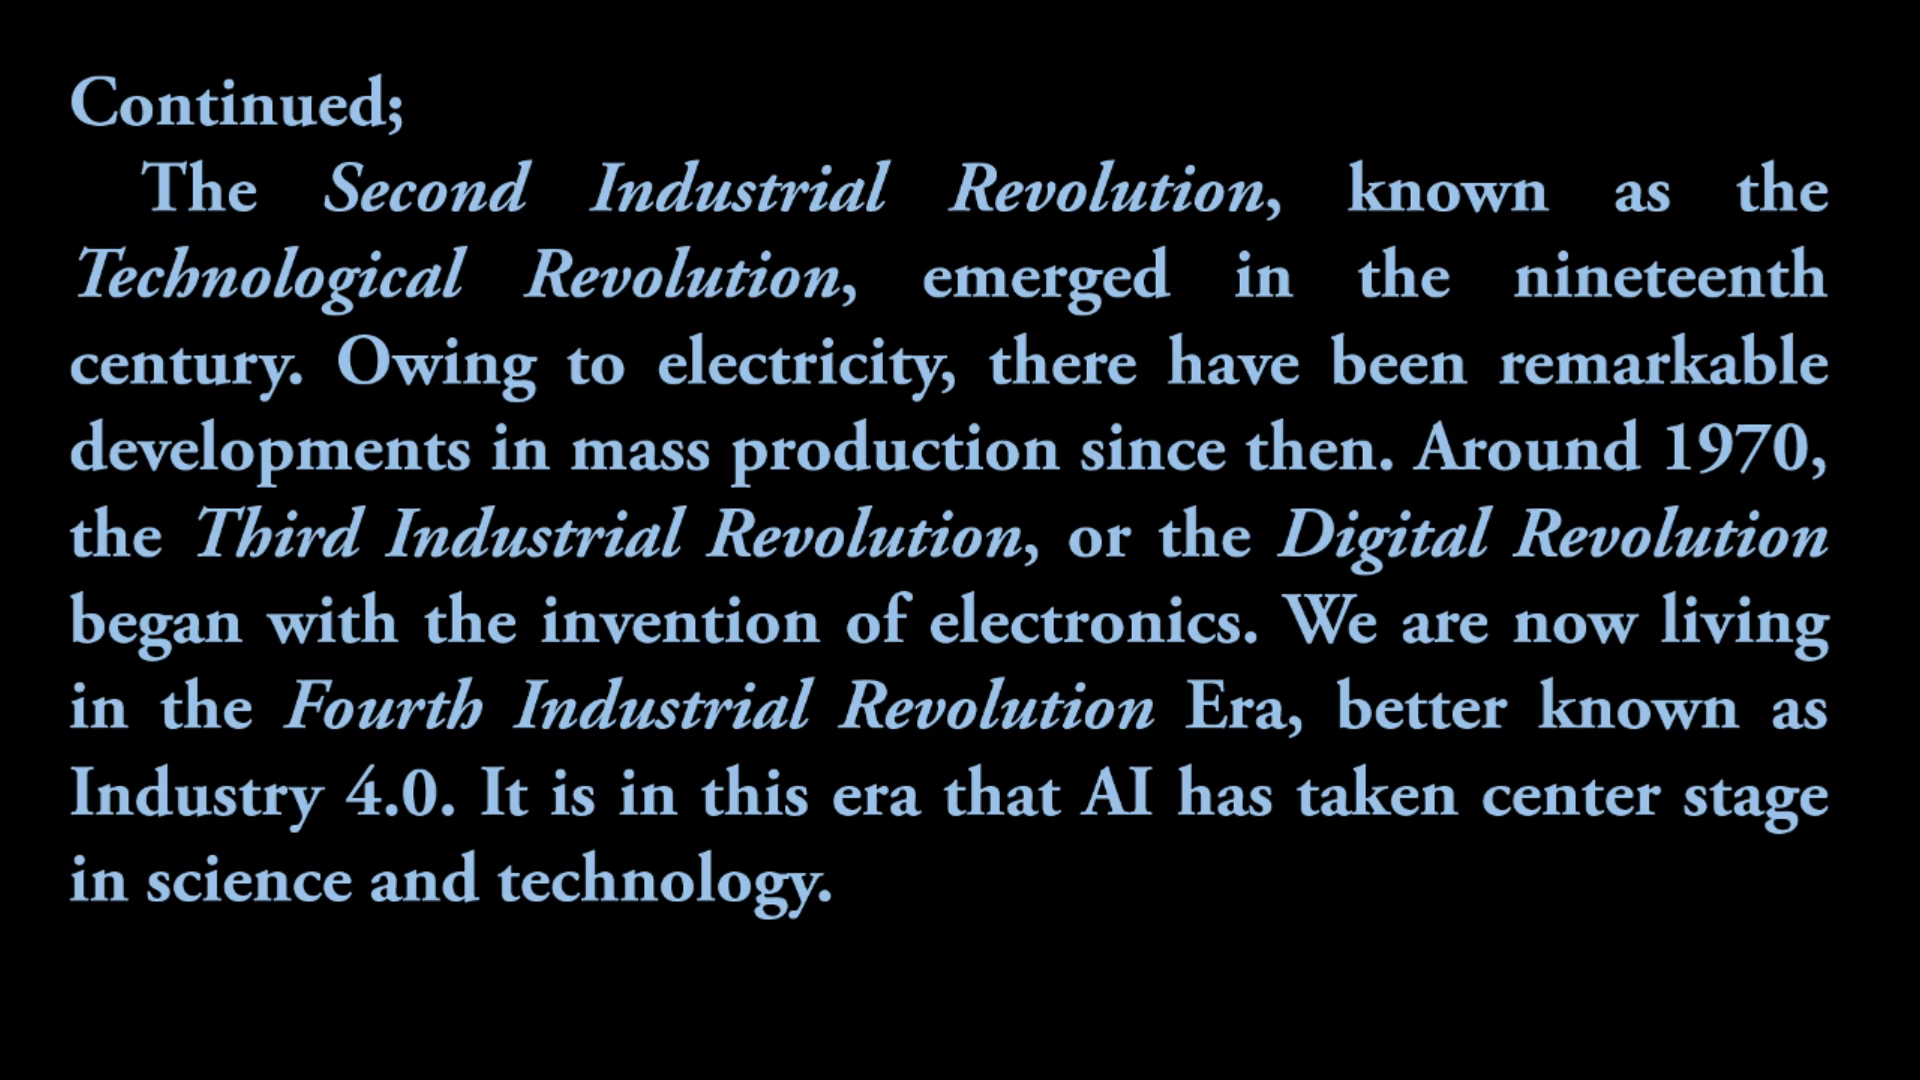 Continued;
The Second Industrial Revolution, known as the
Technological Revolution, emerged in the nineteenth
century. Owing to electricity, there have been remarkable
developments in mass production since then. Around 1970,
the Third Industrial Revolution, or the Digital Revolution
began with the invention of electronics. We are now living
in the Fourth Industrial Revolution Era, better known as
Industry 4.0. It is in this era that AI has taken center stage
in science and technology.